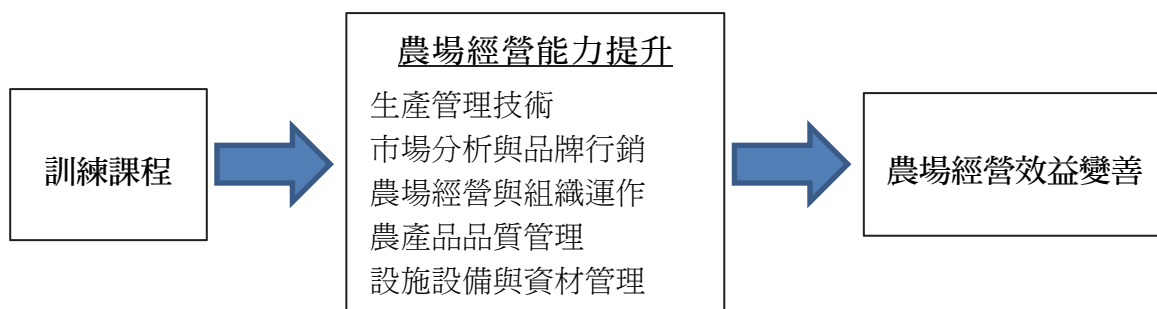 訓練課程
農場經營能力提升
生產管理技術
市場分析與品牌行銷
農場經營與組織運作
農產品品質管理
設施設備與資材管理
農場經營效益變善